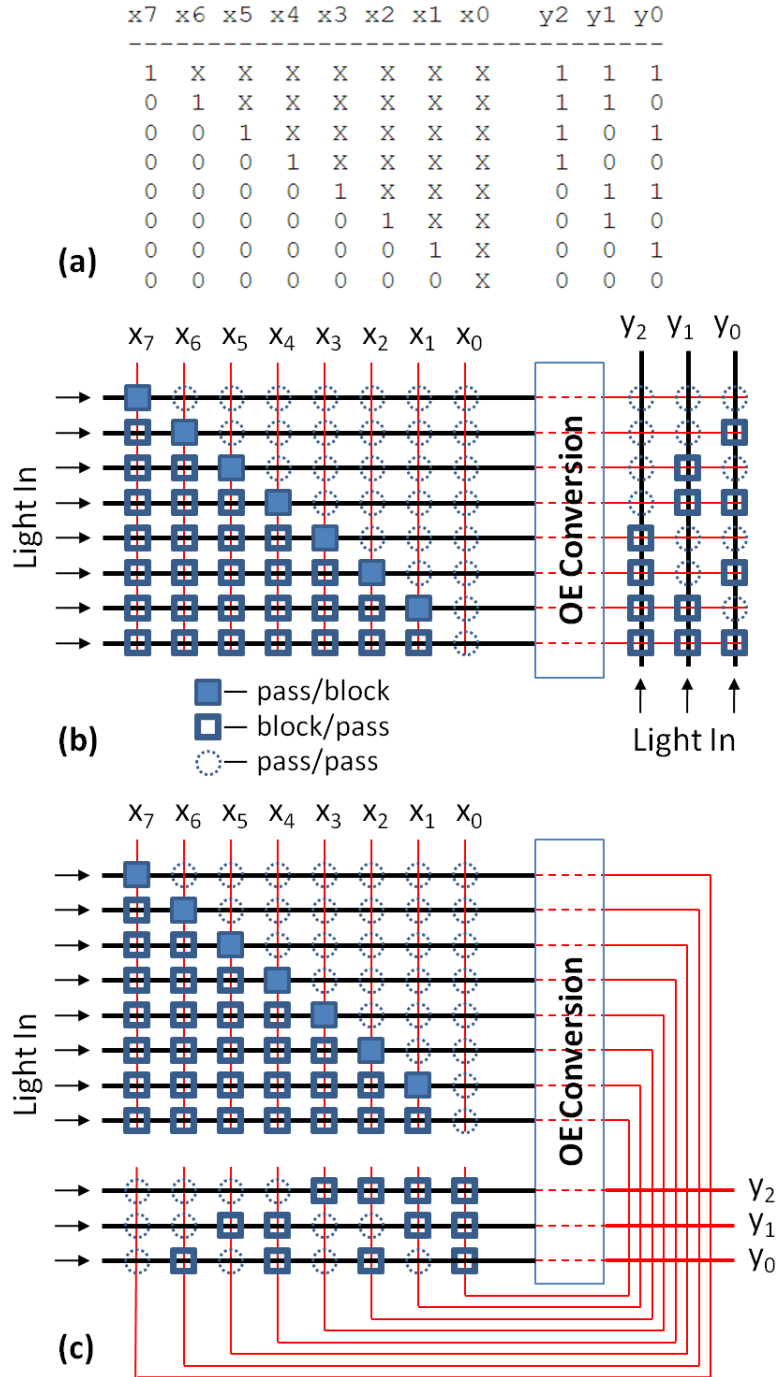 x7 x6 x5 x4 x3 x2 x1 x0 y2 y1 y0
-----------------------------------
1 X X X X X X X 1 1 1
0 1 X X X X X X 1 1 0
0 0 1 X X X X X 1 0 1
0 0 0 1 X X X X 1 0 0
0 0 0 0 1 X X X 0 1 1
0 0 0 0 0 1 X X 0 1 0
0 0 0 0 0 0 1 X 0 0 1
0 0 0 0 0 0 0 X 0 0 0
(a)
x7 x6 x5 x4 x3 x2 x1 x0 y2 y1 y0
Light In
OE Conversion
pass/block
block/pass
pass/pass
Light In
(b)
x7 x6 x5 x4 x3 x2 x1 x0
Light In
OE Conversion
y2
y1
y0
(c)